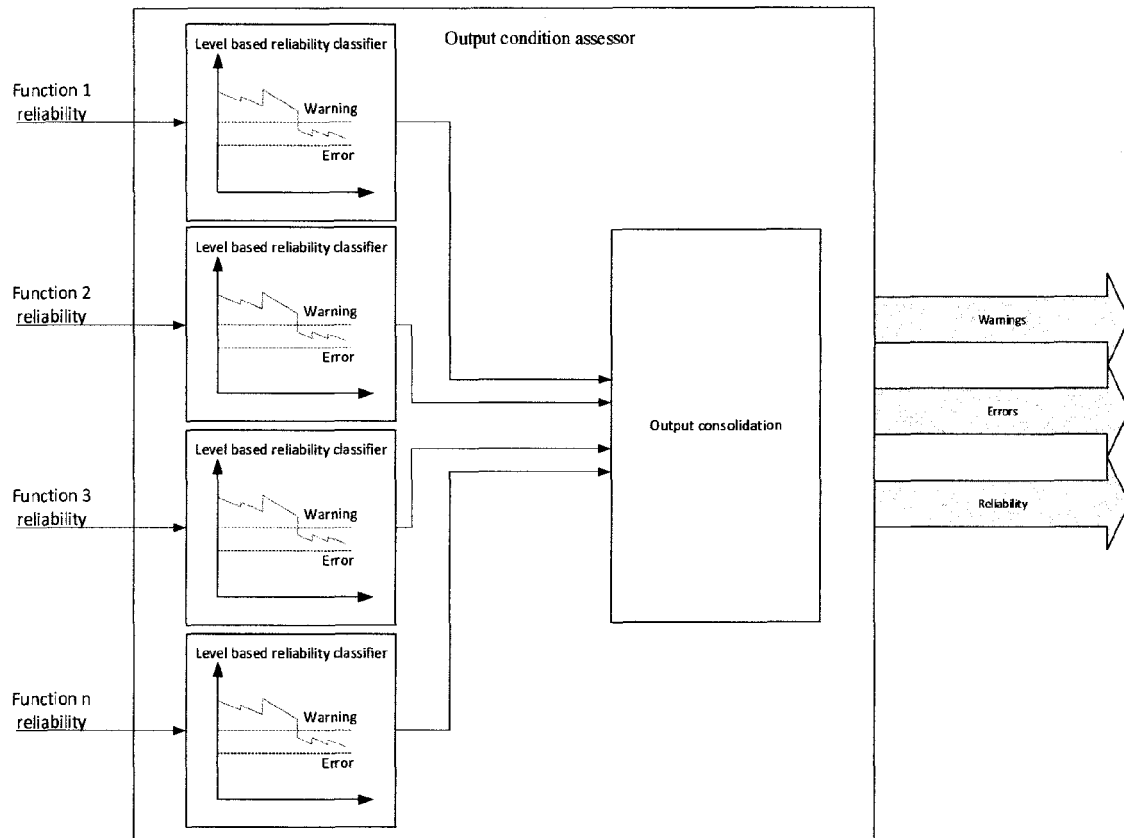 Output condition assessor
Function 1
reliability
Level based reliability classifier
Warning
Error
Function 2
reliability
Level based reliability classifier
Warning
Error
Function 3
reliability
Level based reliability classifier
Warning
Error
Function n
reliability
Level based reliability classifier
Warning
Error
Output consolidation
Warnings
Errors
Reliability